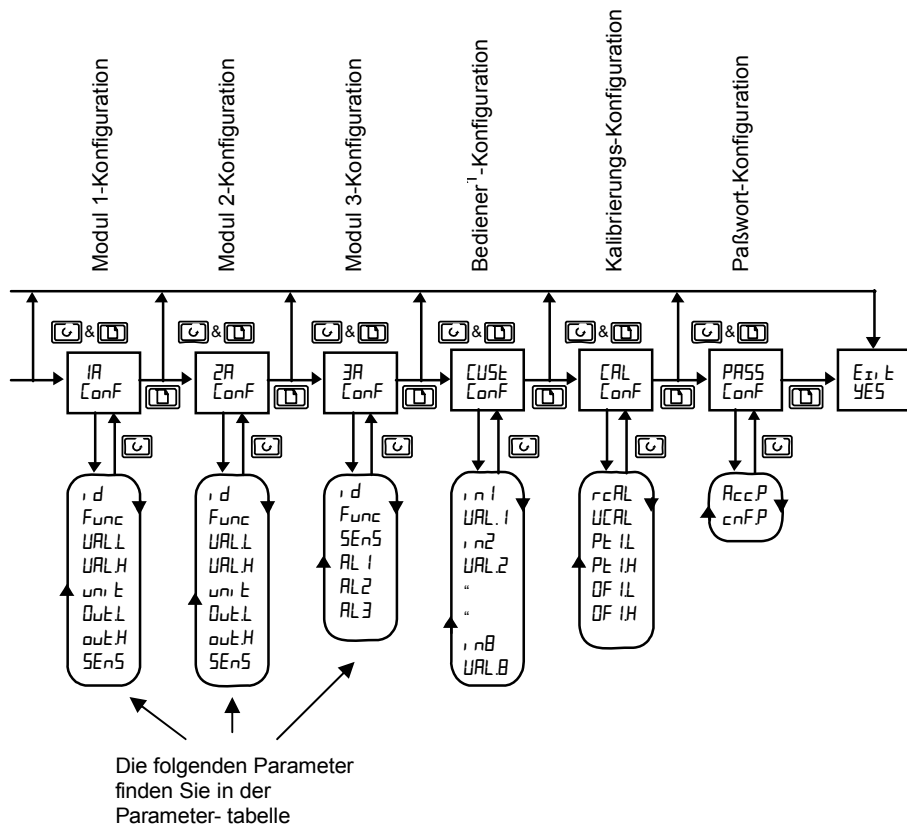 Modul 1-Konfiguration
Modul 2-Konfiguration
Modul 3-Konfiguration
Bediener¹-Konfiguration
Kalibrierungs-Konfiguration
Paßwort-Konfiguration
& & & & & &
1A
ConF
2A
ConF
3A
ConF
CUSt
ConF
CAL
ConF
PASS
ConF
Exit
YES
id
Func
VAL.L
VAL.H
unit
Out.L
out.H
SEnS
id
Func
VAL.L
VAL.H
unit
Out.L
out.H
SEnS
id
Func
SEnS
AL1
AL2
AL3
in1
VAL.1
in2
VAL.2
“
“
in8
VAL.8
rcAL
UCAL
Pt1.L
Pt1.H
OF1.L
OF1.H
Acc.P
cnF.P
Die folgenden Parameter
finden Sie in der
Parameter- tabelle